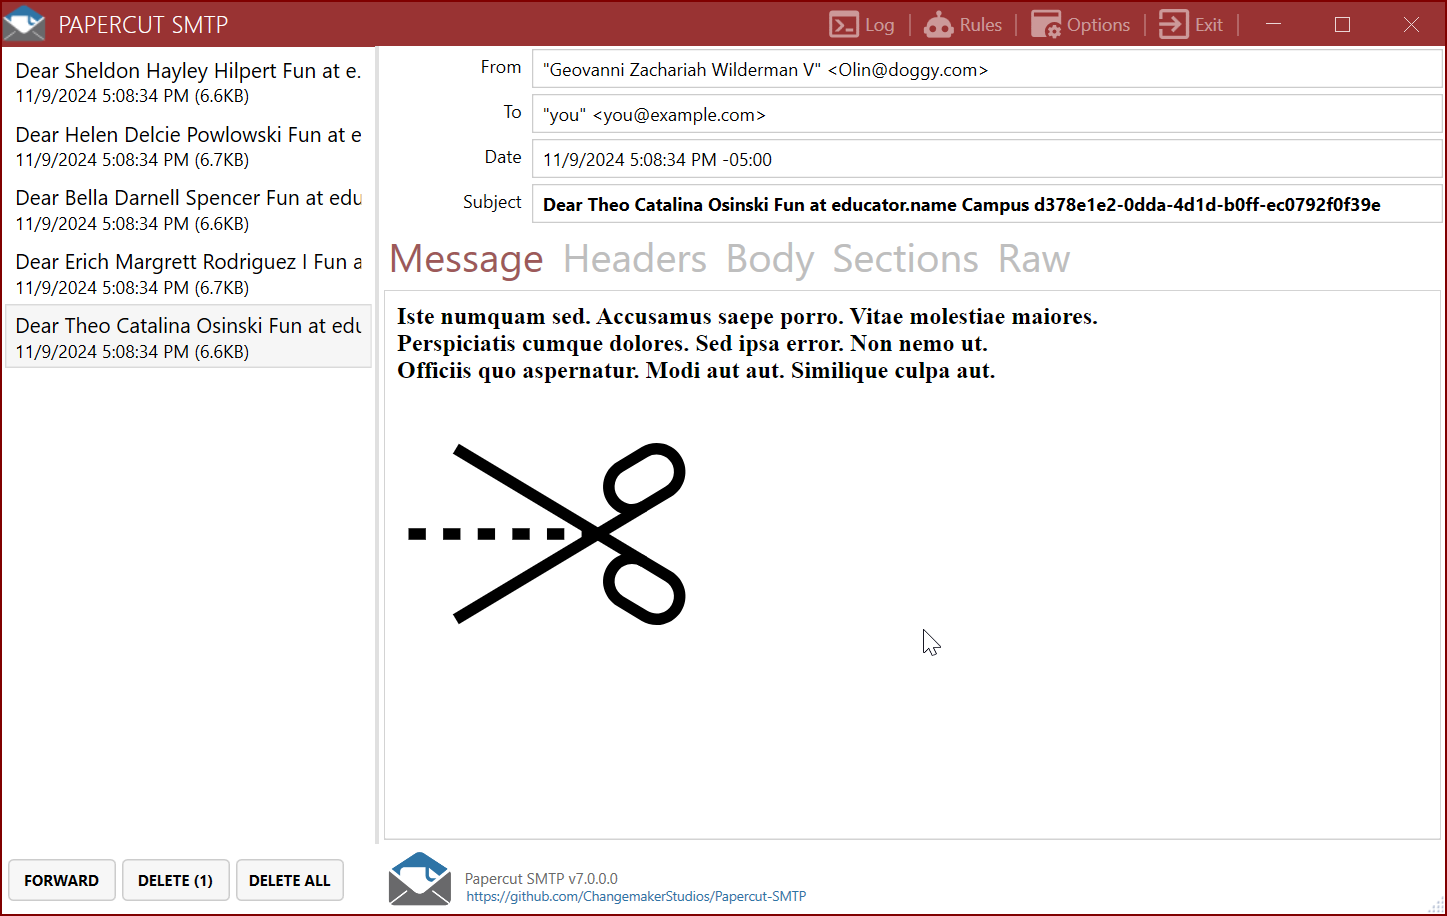 PAPERCUT SMTP
Log
Rules
Options
Exit
Dear Sheldon Hayley Hilpert Fun at e.
11/9/2024 5:08:34 PM (6.6KB)
Dear Helen Delcie Powlowski Fun at e
11/9/2024 5:08:34 PM (6.7KB)
Dear Bella Darnell Spencer Fun at edu
11/9/2024 5:08:34 PM (6.6KB)
Dear Erich Margrett Rodriguez I Fun a
11/9/2024 5:08:34 PM (6.7KB)
Dear Theo Catalina Osinski Fun at edu
11/9/2024 5:08:34 PM (6.6KB)
From "Geovanni Zachariah Wilderman V" <Olin@doggy.com>
To "you" <you@example.com>
Date 11/9/2024 5:08:34 PM -05:00
Subject Dear Theo Catalina Osinski Fun at educator.name Campus d378e1e2-0dda-4d1d-b0ff-ec0792f0f39e
Message Headers Body Sections Raw
Iste numquam sed. Accusamus saepe porro. Vitae molestiae maiores.
Perspiciatis cumque dolores. Sed ipsa error. Non nemo ut.
Officiis quo aspernatur. Modi aut aut. Similique culpa aut.
FORWARD
DELETE (1)
DELETE ALL
Papercut SMTP v7.0.0.0
https://github.com/ChangemakerStudios/Papercut-SMTP